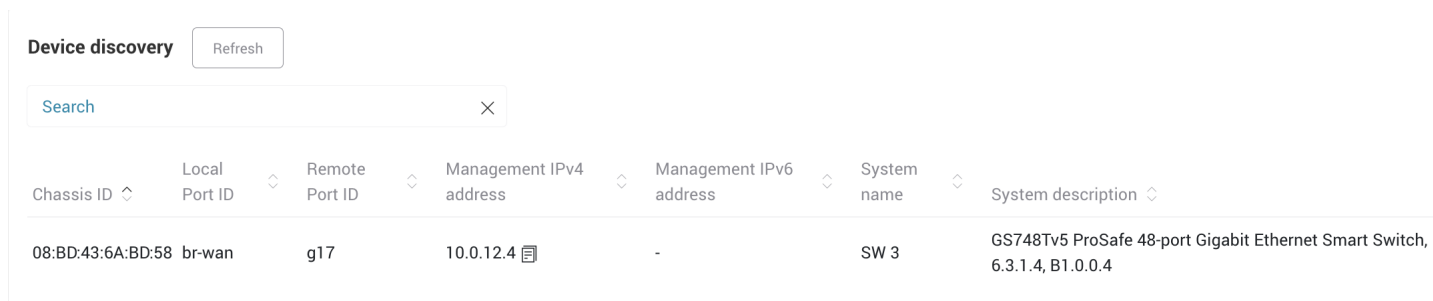 Device discovery Refresh
Search
Chassis ID Local Port ID Remote Port ID Management IPv4 address Management IPv6 address System name System description
08:BD:43:6A:BD:58 br-wan g17 10.0.12.4 - SW 3 GS748Tv5 ProSafe 48-port Gigabit Ethernet Smart Switch,
6.3.1.4, B1.0.0.4